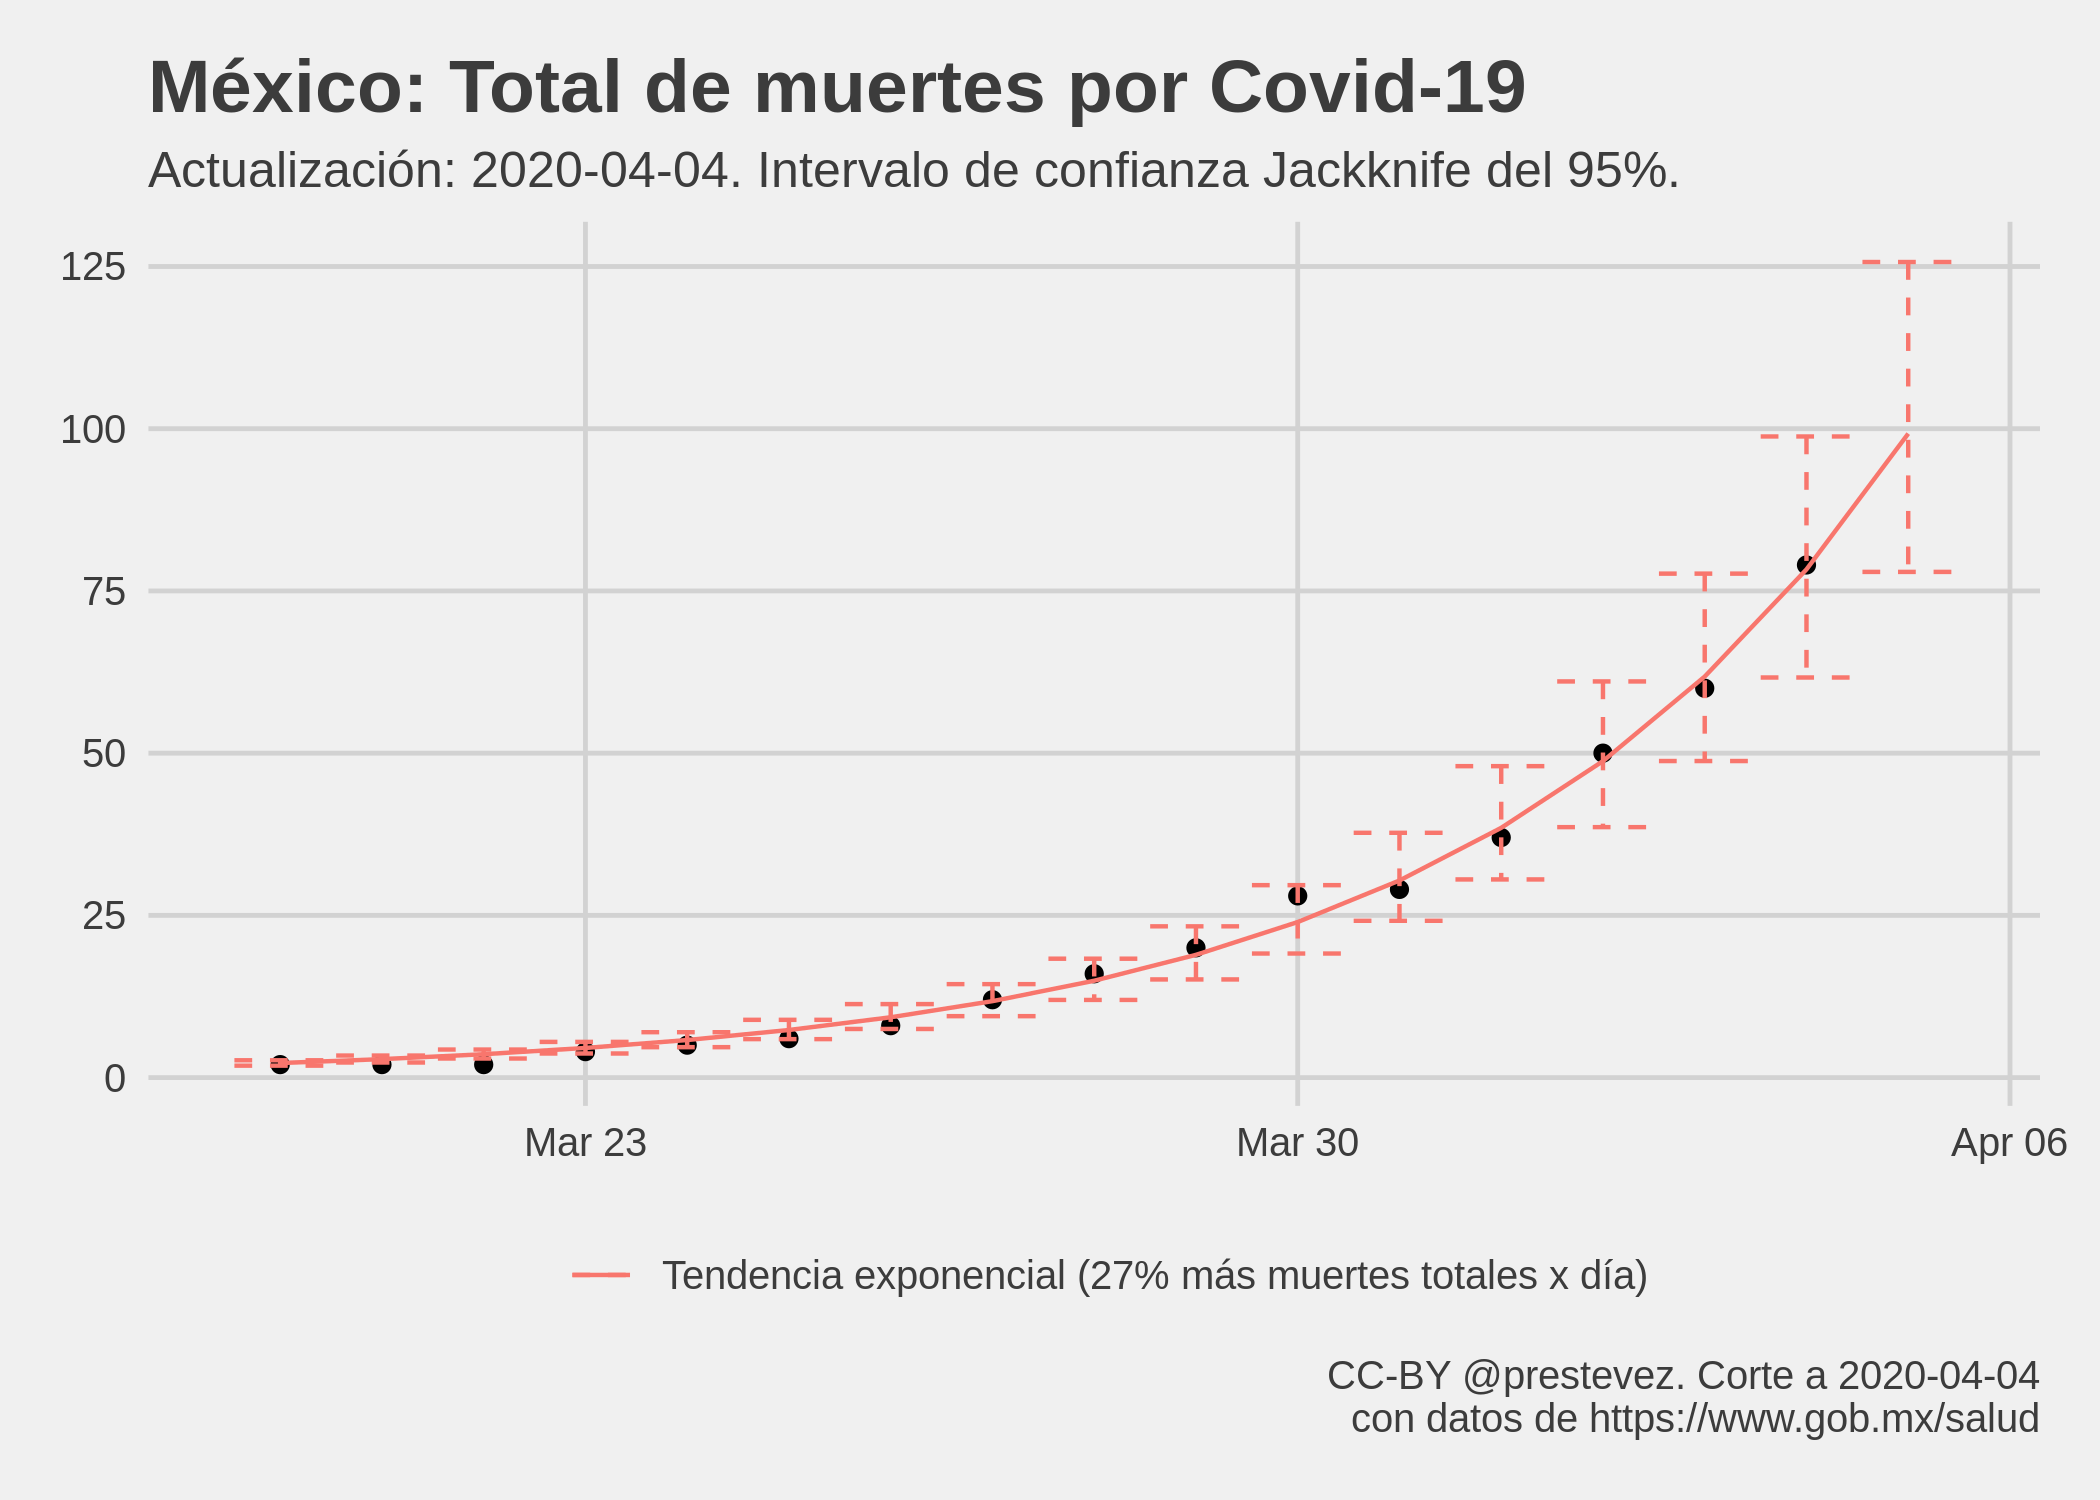 México: Total de muertes por Covid-19
Actualización: 2020-04-04. Intervalo de confianza Jackknife del 95%.
125
100
75
50
25
0
Mar 23
Mar 30
Apr 06
Tendencia exponencial (27% más muertes totales x día)
CC-BY @prestevez. Corte a 2020-04-04
con datos de https://www.gob.mx/salud